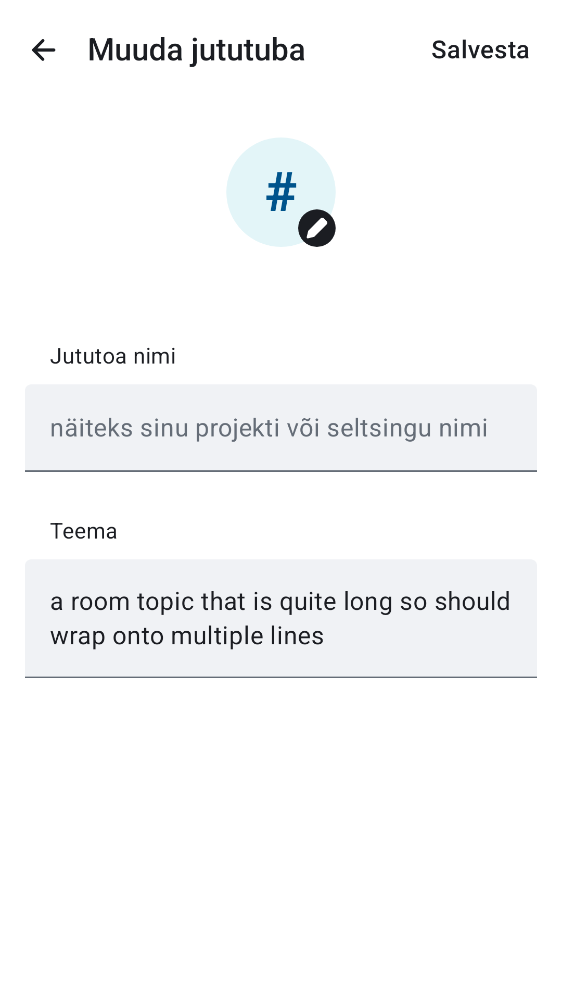 Muuda jututuba
Salvesta
#
Jututoa nimi
näiteks sinu projekti või seltsingu nimi
Teema
a room topic that is quite long so should
wrap onto multiple lines